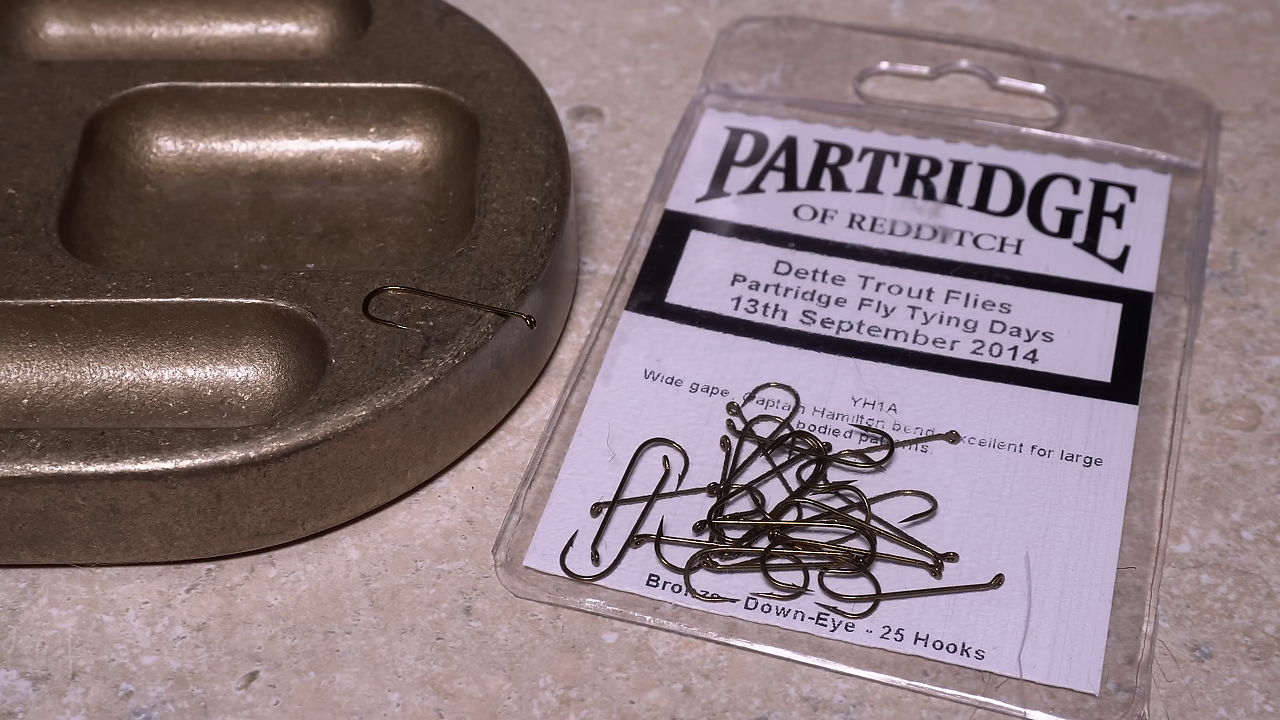 PARTRIDGE
OF REDDITCH
Dette Trout Flies
Partridge Fly Tying Days
13th September 2014
YH1A
Wide gape, Captain Hamilton bend, excellent for large
bodied patterns.
Bronze - Down-Eye - 25 Hooks